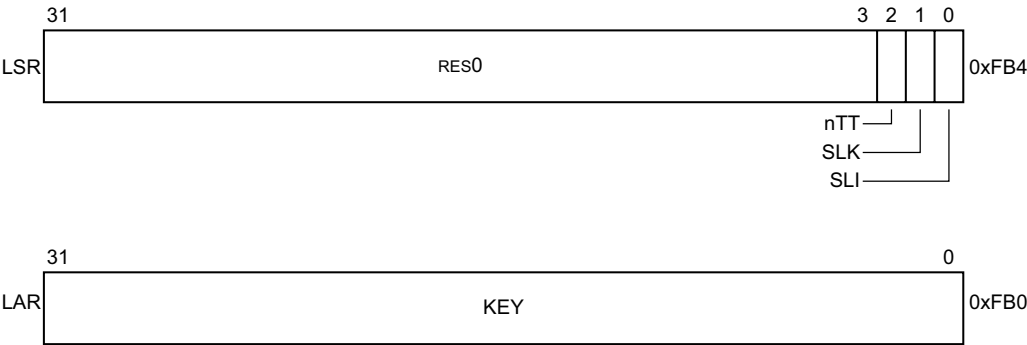 31 3 2 1 0
LSR RES0 0xFB4
nTT
SLK
SLI
31 0
LAR KEY 0xFB0